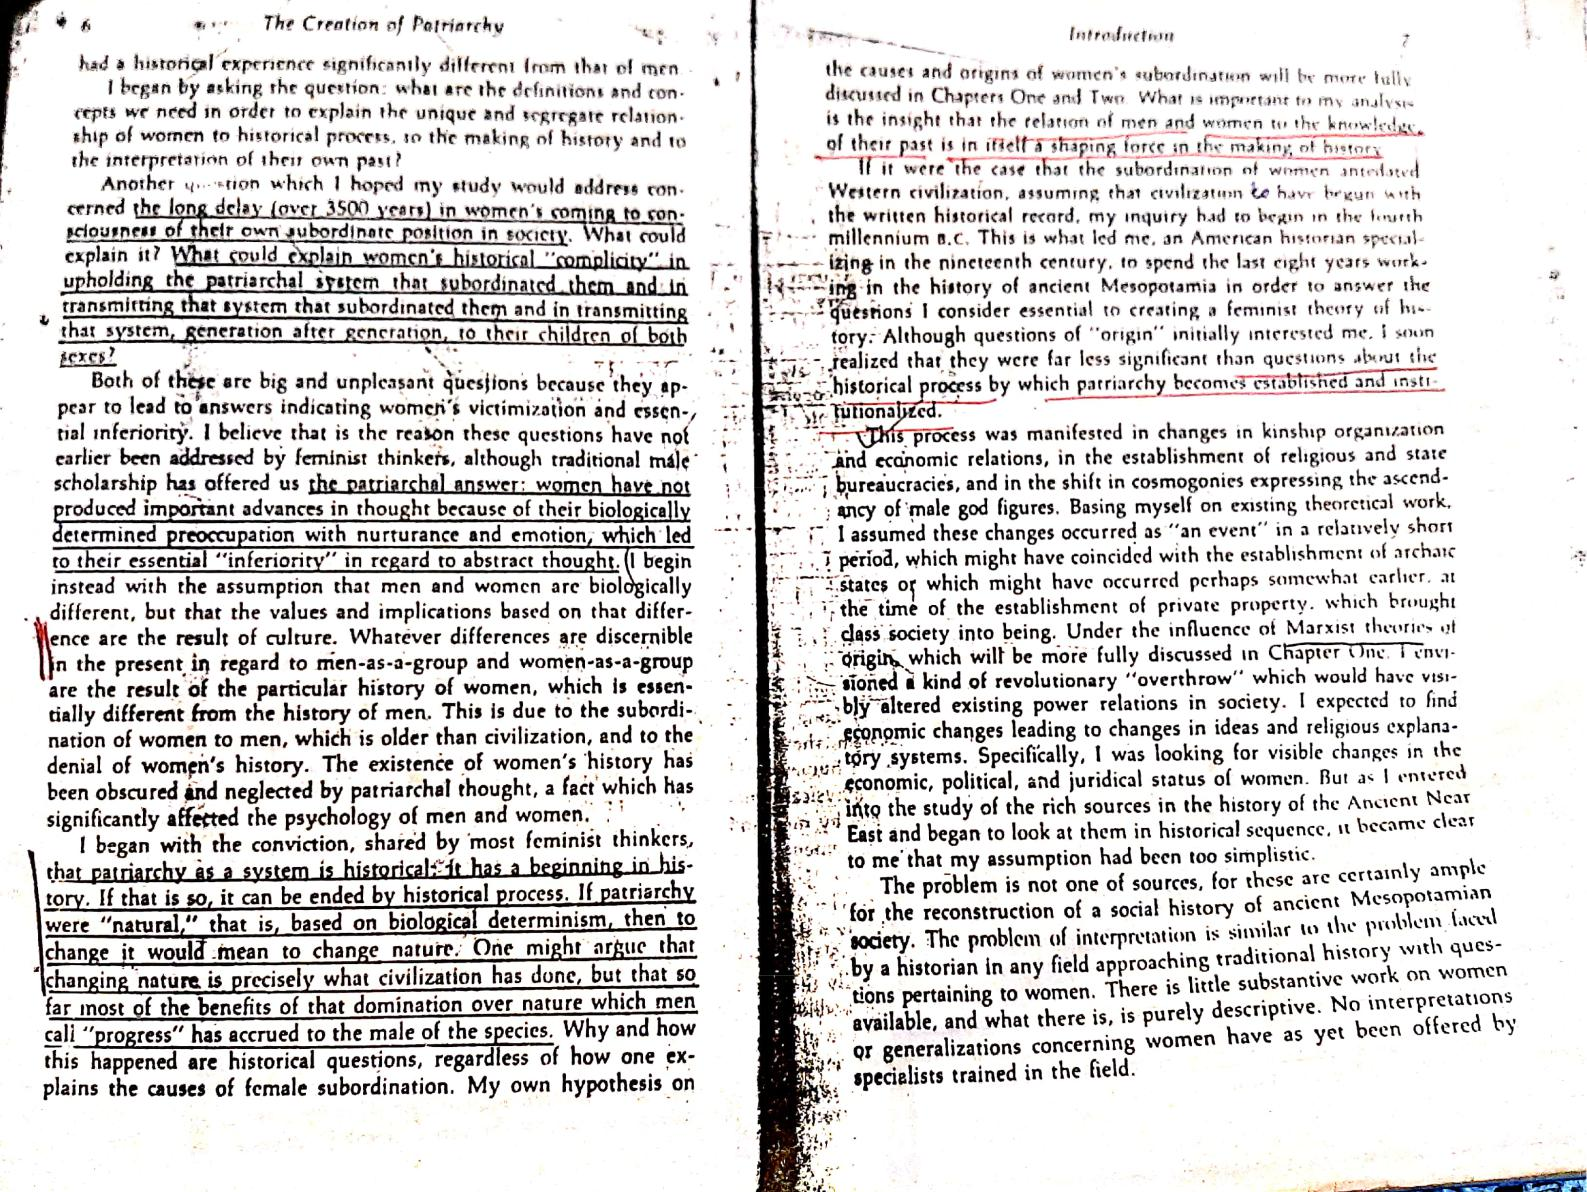 6
The Creation of Patriarchy
had a historical experience significantly different from that of men.
I began by asking the question: what are the definitions and con-
cepts we need in order to explain the unique and segregate relation-
ship of women to historical process, to the making of history and to
the interpretation of their own past?
Another question which I hoped my study would address con-
cerned the long delay (over 3500 years) in women's coming to con-
sciousness of their own subordinate position in society. What could
explain it? What could explain women's historical "complicity" in
upholding the patriarchal system that subordinated them and in
transmitting that system that subordinated them and in transmitting
that system, generation after generation, to their children of both
sexes?
Both of these are big and unpleasant questions because they ap-
pear to lead to answers indicating women's victimization and essen-
tial inferiority. I believe that is the reason these questions have not
earlier been addressed by feminist thinkers, although traditional male
scholarship has offered us the patriarchal answer: women have not
produced important advances in thought because of their biologically
determined preoccupation with nurturance and emotion, which led
to their essential "inferiority" in regard to abstract thought. I begin
instead with the assumption that men and women are biologically
different, but that the values and implications based on that differ-
ence are the result of culture. Whatever differences are discernible
in the present in regard to men-as-a-group and women-as-a-group
are the result of the particular history of women, which is essen-
tially different from the history of men. This is due to the subordi-
nation of women to men, which is older than civilization, and to the
denial of women's history. The existence of women's history has
been obscured and neglected by patriarchal thought, a fact which has
significantly affected the psychology of men and women.
I began with the conviction, shared by most feminist thinkers,
that patriarchy as a system is historical: it has a beginning in his-
tory. If that is so, it can be ended by historical process. If patriarchy
were "natural," that is, based on biological determinism, then to
change it would mean to change nature. One might argue that
changing nature is precisely what civilization has done, but that so
far most of the benefits of that domination over nature which men
call "progress" has accrued to the male of the species. Why and how
this happened are historical questions, regardless of how one ex-
plains the causes of female subordination. My own hypothesis on
Introduction
7
the causes and origins of women's subordination will be more fully
discussed in Chapters One and Two. What is important to my analysis
is the insight that the relation of men and women to the knowledge
of their past is in itself a shaping force in the making of history.
If it were the case that the subordination of women antedated
Western civilization, assuming that civilization to have begun with
the written historical record, my inquiry had to begin in the fourth
millennium B.C. This is what led me, an American historian special-
izing in the nineteenth century, to spend the last eight years work-
ing in the history of ancient Mesopotamia in order to answer the
questions I consider essential to creating a feminist theory of his-
tory. Although questions of "origin" initially interested me, I soon
realized that they were far less significant than questions about the
historical process by which patriarchy becomes established and insti-
tutionalized.
This process was manifested in changes in kinship organization
and economic relations, in the establishment of religious and state
bureaucracies, and in the shift in cosmogonies expressing the ascend-
ancy of male god figures. Basing myself on existing theoretical work,
I assumed these changes occurred as "an event" in a relatively short
period, which might have coincided with the establishment of archaic
states or which might have occurred perhaps somewhat earlier, at
the time of the establishment of private property, which brought
class society into being. Under the influence of Marxist theories of
origin, which will be more fully discussed in Chapter One, I envi-
sioned a kind of revolutionary "overthrow" which would have visi-
bly altered existing power relations in society. I expected to find
economic changes leading to changes in ideas and religious explana-
tory systems. Specifically, I was looking for visible changes in the
economic, political, and juridical status of women. But as I entered
into the study of the rich sources in the history of the Ancient Near
East and began to look at them in historical sequence, it became clear
to me that my assumption had been too simplistic.
The problem is not one of sources, for these are certainly ample
for the reconstruction of a social history of ancient Mesopotamian
society. The problem of interpretation is similar to the problem faced
by a historian in any field approaching traditional history with ques-
tions pertaining to women. There is little substantive work on women
available, and what there is, is purely descriptive. No interpretations
or generalizations concerning women have as yet been offered by
specialists trained in the field.